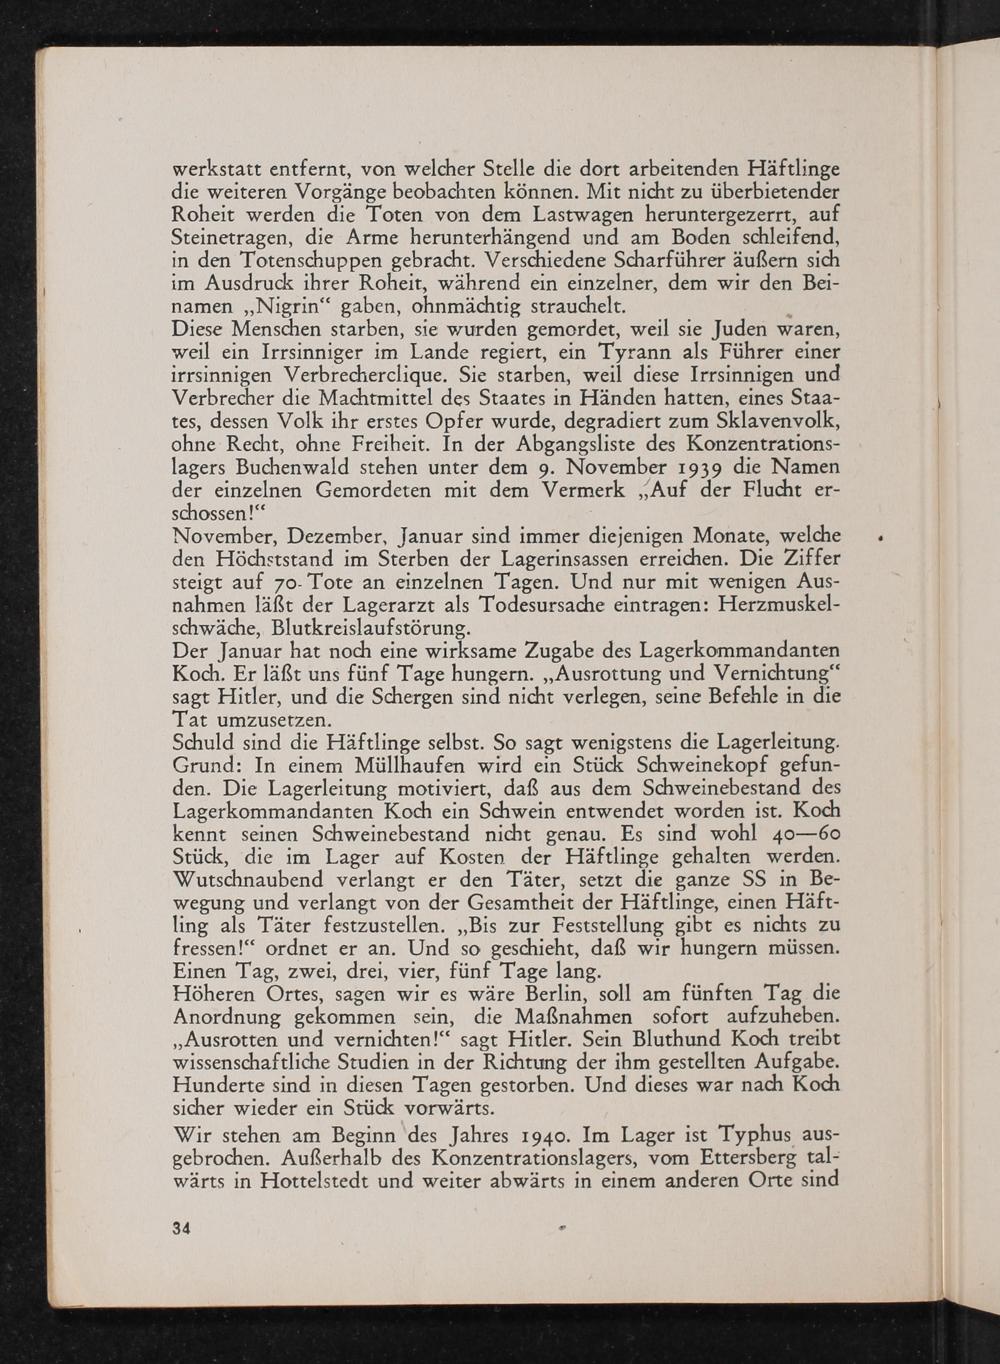 werkstatt entfernt, von welcher Stelle die dort arbeitenden Häftlinge
die weiteren Vorgänge beobachten können. Mit nicht zu überbietender
Roheit werden die Toten von dem Lastwagen heruntergezerrt, auf
Steinetragen, die Arme herunterhängend und am Boden schleifend,
in den Totenschuppen gebracht. Verschiedene Scharführer äußern sich
im Ausdruck ihrer Roheit, während ein einzelner, dem wir den Bei-
namen „Nigrin“ gaben, ohnmächtig strauchelt.
Diese Menschen starben, sie wurden gemordet, weil sie Juden waren,
weil ein Irrsinniger im Lande regiert, ein Tyrann als Führer einer
irrsinnigen Verbrecherclique. Sie starben, weil diese Irrsinnigen und
Verbrecher die Machtmittel des Staates in Händen hatten, eines Staa-
tes, dessen Volk ihr erstes Opfer wurde, degradiert zum Sklavenvolk,
ohne Recht, ohne Freiheit. In der Abgangsliste des Konzentrations-
lagers Buchenwald stehen unter dem 9. November 1939 die Namen
der einzelnen Gemordeten mit dem Vermerk „Auf der Flucht er-
schossen!“
November, Dezember, Januar sind immer diejenigen Monate, welche
den Höchststand im Sterben der Lagerinsassen erreichen. Die Ziffer
steigt auf 70 Tote an einzelnen Tagen. Und nur mit wenigen Aus-
nahmen läßt der Lagerarzt als Todesursache eintragen: Herzmuskel-
schwäche, Blutkreislaufstörung.
Der Januar hat noch eine wirksame Zugabe des Lagerkommandanten
Koch. Er läßt uns fünf Tage hungern. „Ausrottung und Vernichtung“
sagt Hitler, und die Schergen sind nicht verlegen, seine Befehle in die
Tat umzusetzen.
Schuld sind die Häftlinge selbst. So sagt wenigstens die Lagerleitung.
Grund: In einem Müllhaufen wird ein Stück Schweinekopf gefun-
den. Die Lagerleitung motiviert, daß aus dem Schweinebestand des
Lagerkommandanten Koch ein Schwein entwendet worden ist. Koch
kennt seinen Schweinebestand nicht genau. Es sind wohl 40—60
Stück, die im Lager auf Kosten der Häftlinge gehalten werden.
Wutschnaubend verlangt er den Täter, setzt die ganze SS in Be-
wegung und verlangt von der Gesamtheit der Häftlinge, einen Häft-
ling als Täter festzustellen. „Bis zur Feststellung gibt es nichts zu
fressen!“ ordnet er an. Und so geschieht, daß wir hungern müssen.
Einen Tag, zwei, drei, vier, fünf Tage lang.
Höheren Ortes, sagen wir es wäre Berlin, soll am fünften Tag die
Anordnung gekommen sein, die Maßnahmen sofort aufzuheben.
„Ausrotten und vernichten!“ sagt Hitler. Sein Bluthund Koch treibt
wissenschaftliche Studien in der Richtung der ihm gestellten Aufgabe.
Hunderte sind in diesen Tagen gestorben. Und dieses war nach Koch
sicher wieder ein Stück vorwärts.
Wir stehen am Beginn des Jahres 1940. Im Lager ist Typhus aus-
gebrochen. Außerhalb des Konzentrationslagers, vom Ettersberg tal-
wärts in Hottelstedt und weiter abwärts in einem anderen Orte sind
34